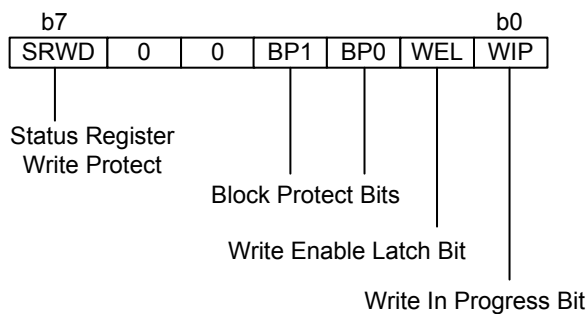 b7 b0
SRWD 0 0 BP1 BP0 WEL WIP
Status Register
Write Protect
Block Protect Bits
Write Enable Latch Bit
Write In Progress Bit